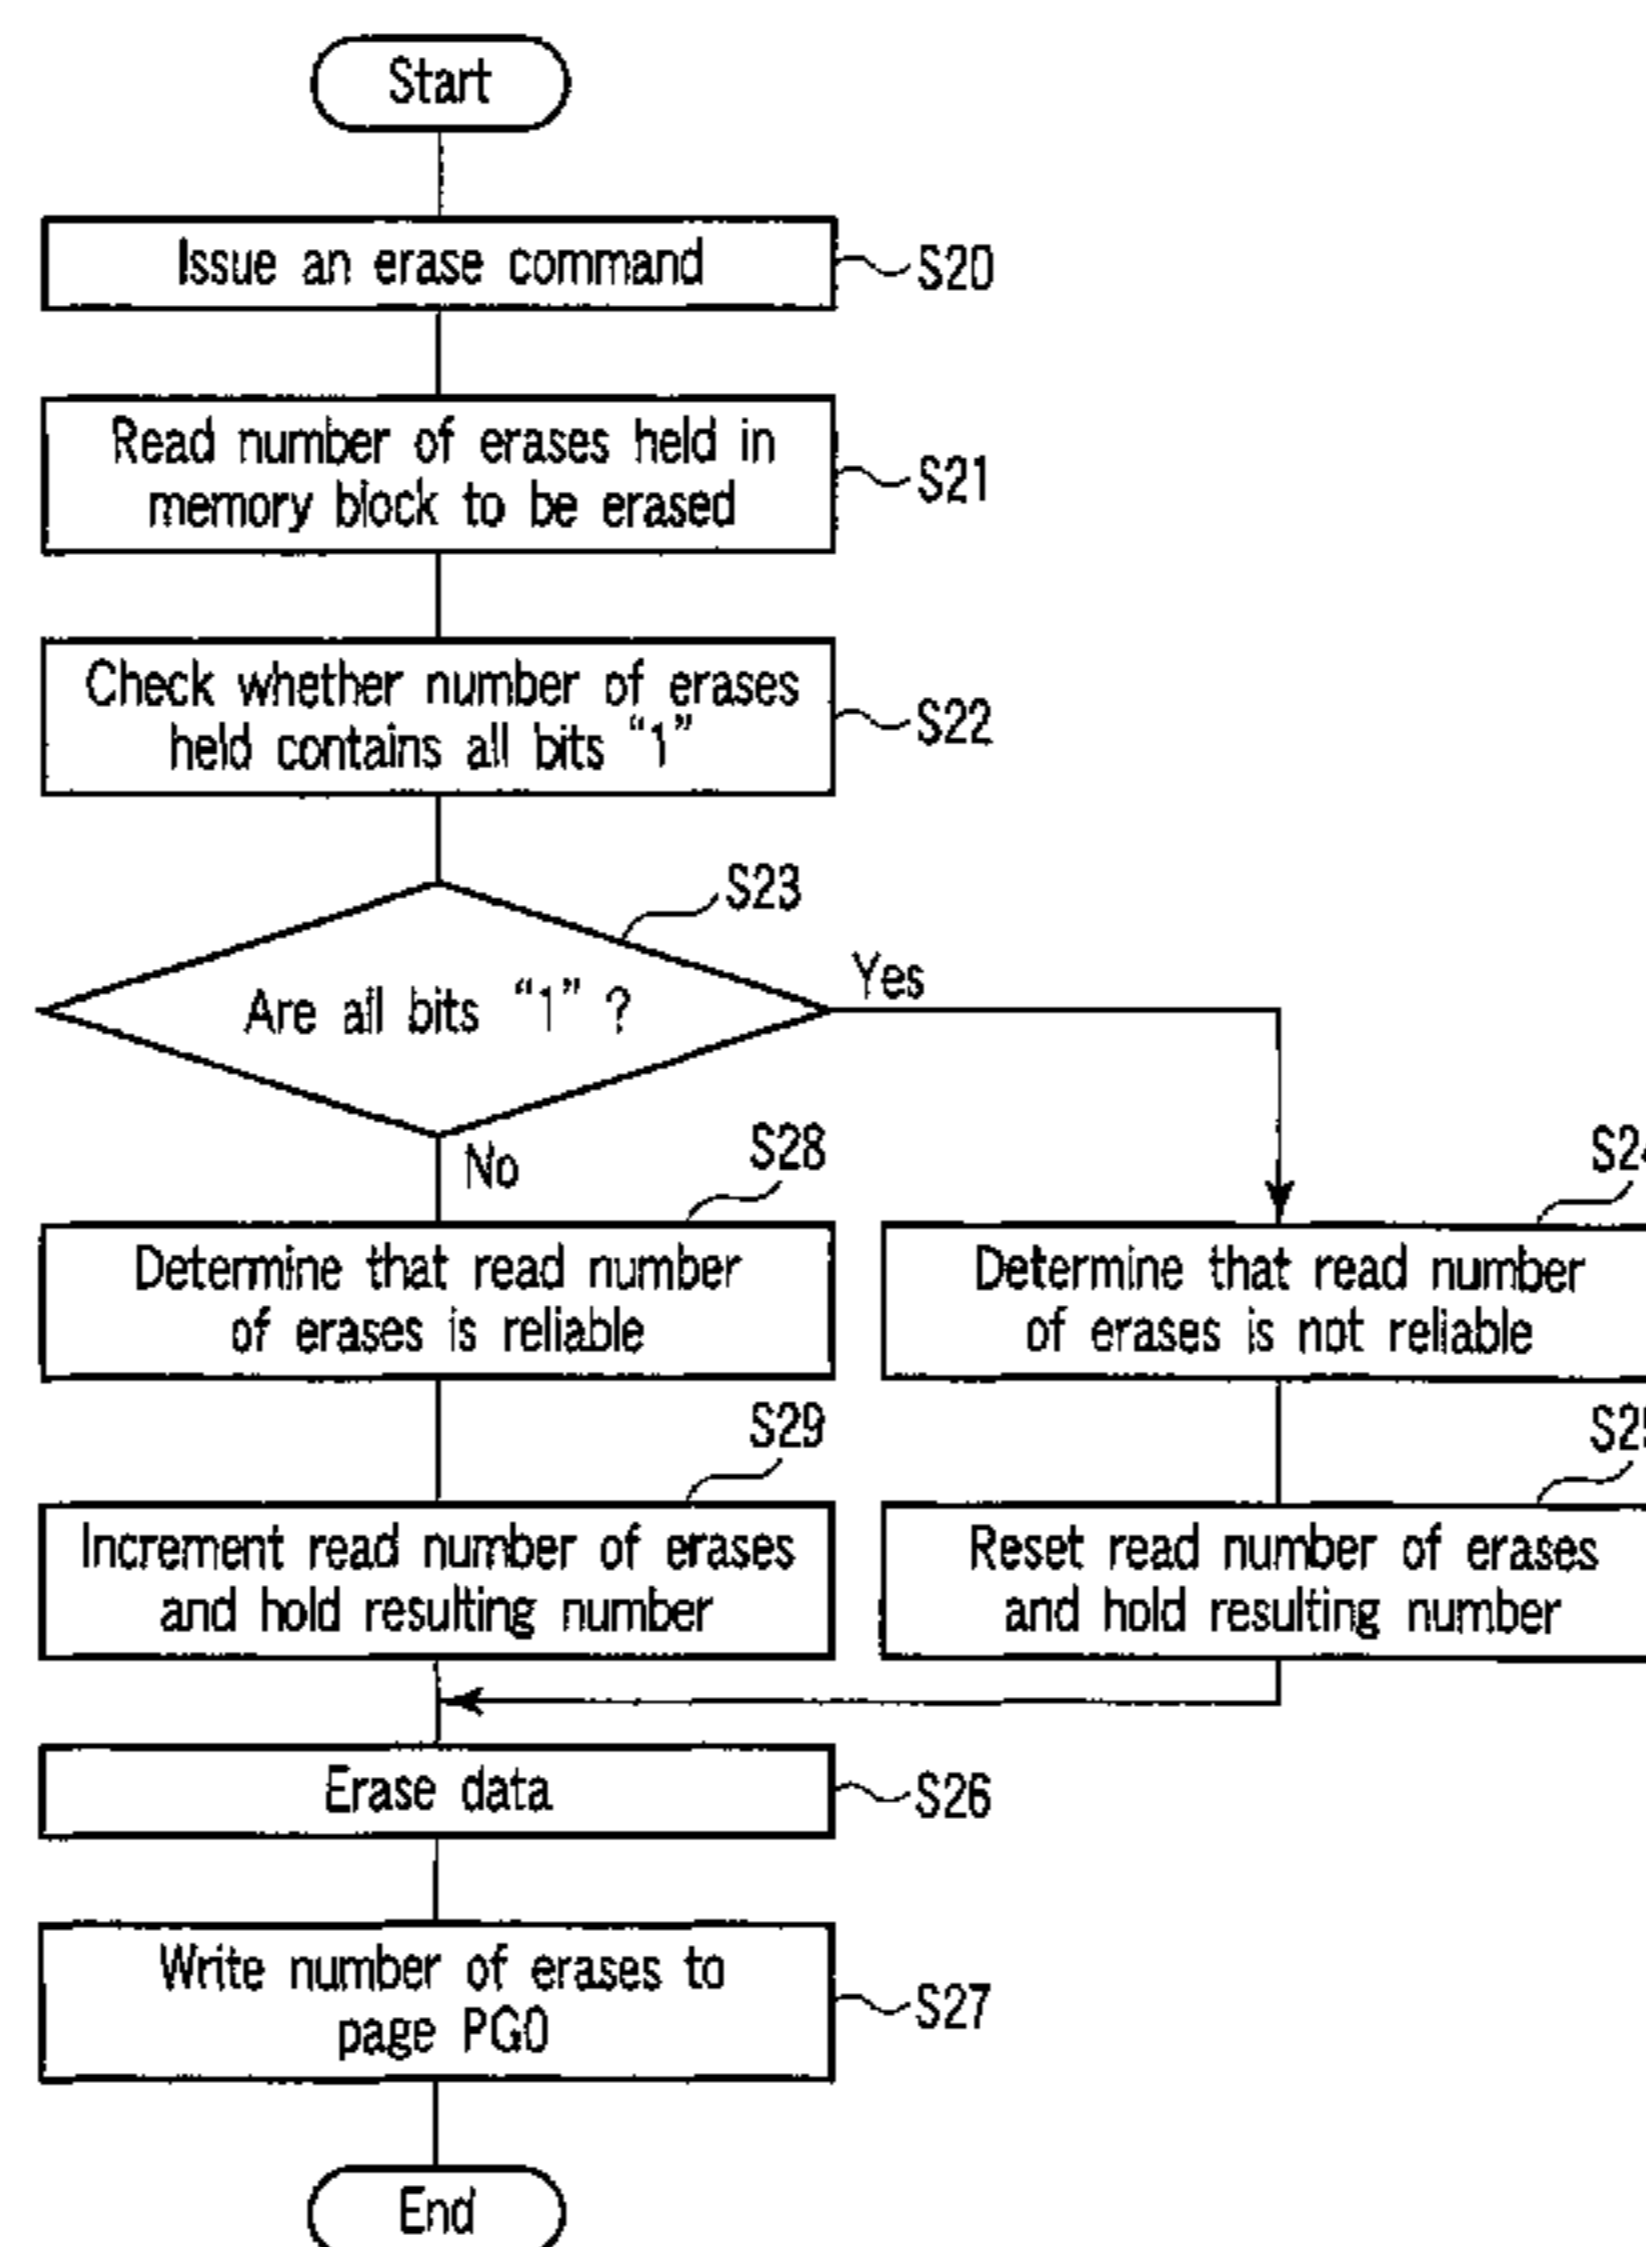 Start
Issue an erase command
S20
Read number of erases held in
memory block to be erased
S21
Check whether number of erases
held contains all bits “1”
S22
S23
Are all bits “1” ?
Yes
No
S28
Determine that read number
of erases is reliable
Determine that read number
of erases is not reliable
S29
Increment read number of erases
and hold resulting number
Reset read number of erases
and hold resulting number
Erase data
S26
Write number of erases to
page PG0
S27
End